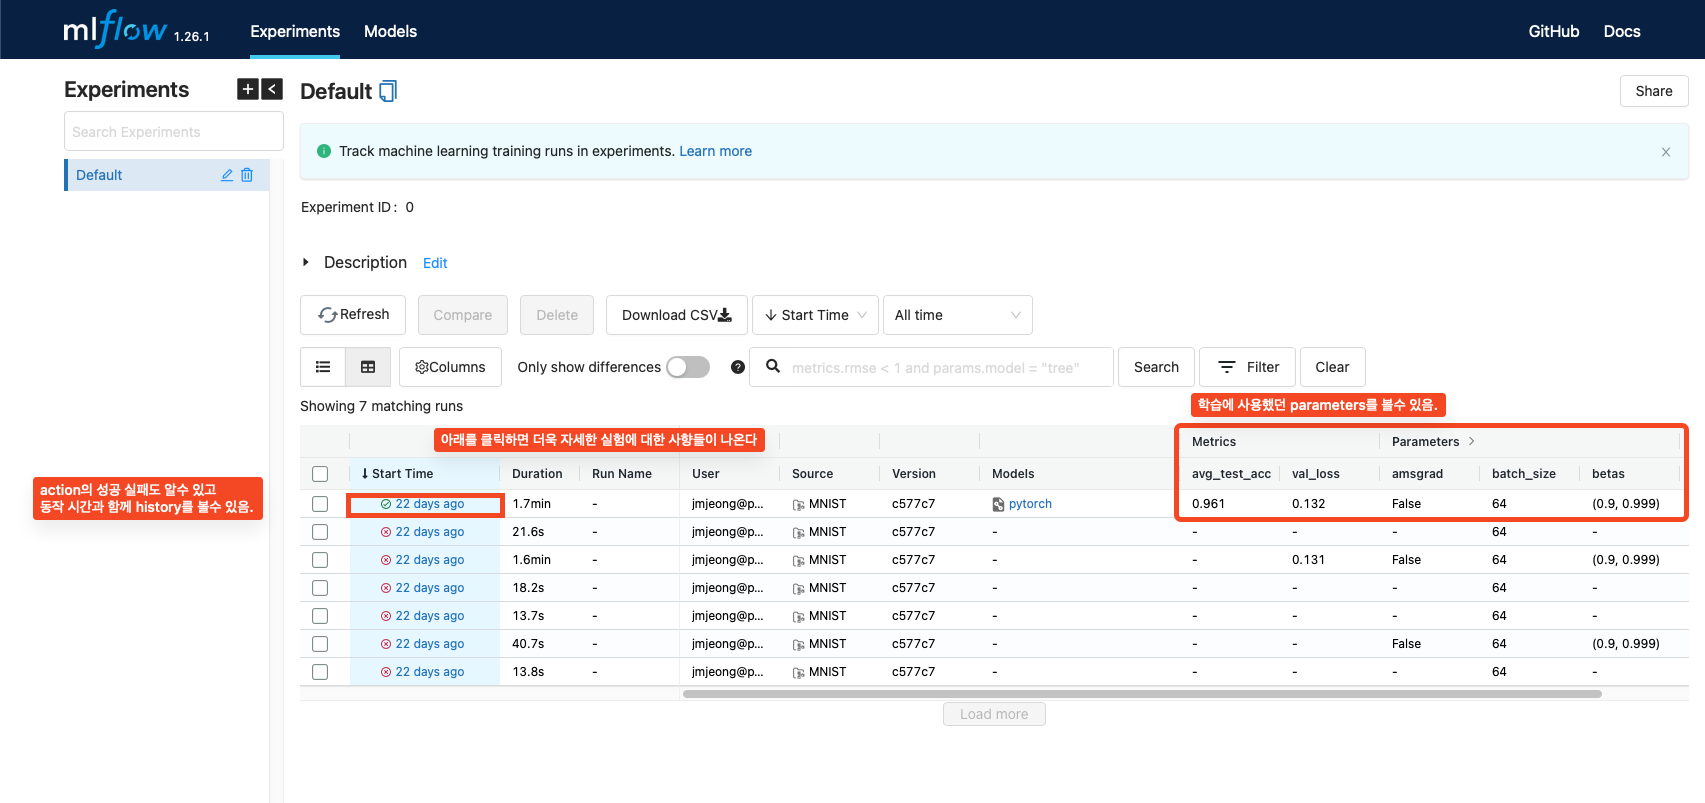 mlflow 1.26.1 Experiments Models GitHub Docs
Experiments + <
Search Experiments
Default
Default
Share
Track machine learning training runs in experiments. Learn more
Experiment ID: 0
Description Edit
Refresh Compare Delete Download CSV Start Time All time
Columns Only show differences ? metrics.rmse < 1 and params.model = "tree" Search Filter Clear
Showing 7 matching runs
학습에 사용했던 parameters를 볼수 있음.
아래를 클릭하면 더욱 자세한 실험에 대한 사항들이 나온다
action의 성공 실패도 알수 있고
동작 시간과 함께 history를 볼수 있음.
Metrics Parameters >
↓ Start Time Duration Run Name User Source Version Models avg_test_acc val_loss amsgrad batch_size betas
22 days ago 1.7min - jmjeong@p... MNIST c577c7 pytorch 0.961 0.132 False 64 (0.9, 0.999)
22 days ago 21.6s - jmjeong@p... MNIST c577c7 - - - - 64 -
22 days ago 1.6min - jmjeong@p... MNIST c577c7 - - 0.131 False 64 (0.9, 0.999)
22 days ago 18.2s - jmjeong@p... MNIST c577c7 - - - - 64 -
22 days ago 13.7s - jmjeong@p... MNIST c577c7 - - - - 64 -
22 days ago 40.7s - jmjeong@p... MNIST c577c7 - - - False 64 (0.9, 0.999)
22 days ago 13.8s - jmjeong@p... MNIST c577c7 - - - - 64 -
Load more